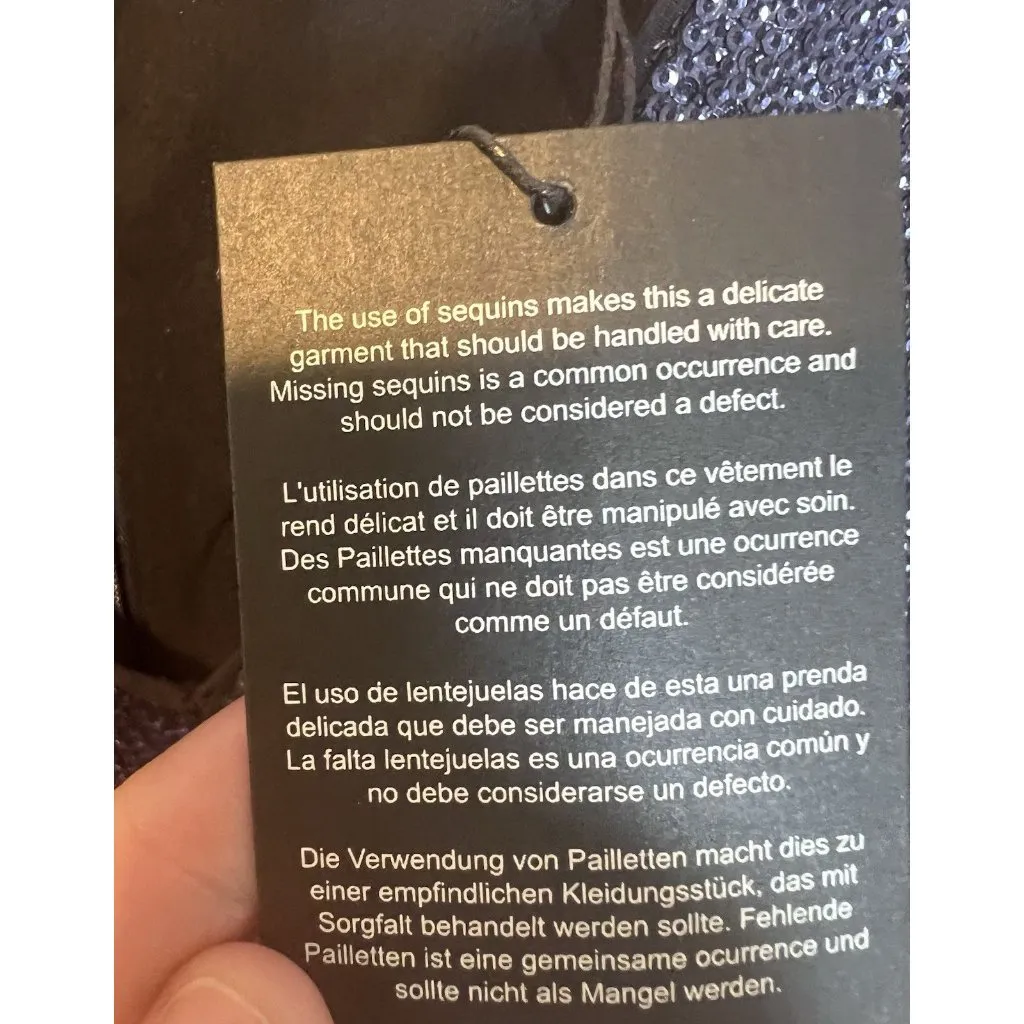 The use of sequins makes this a delicate
garment that should be handled with care.
Missing sequins is a common occurrence and
should not be considered a defect.
L'utilisation de paillettes dans ce vêtement le
rend délicat et il doit être manipulé avec soin.
Des Paillettes manquantes est une ocurrence
commune qui ne doit pas être considérée
comme un défaut.
El uso de lentejuelas hace de esta una prenda
delicada que debe ser manejada con cuidado.
La falta lentejuelas es una ocurrencia común y
no debe considerarse un defecto.
Die Verwendung von Pailletten macht dies zu
einer empfindlichen Kleidungsstück, das mit
Sorgfalt behandelt werden sollte. Fehlende
Pailletten ist eine gemeinsame ocurrence und
sollte nicht als Mangel werden.